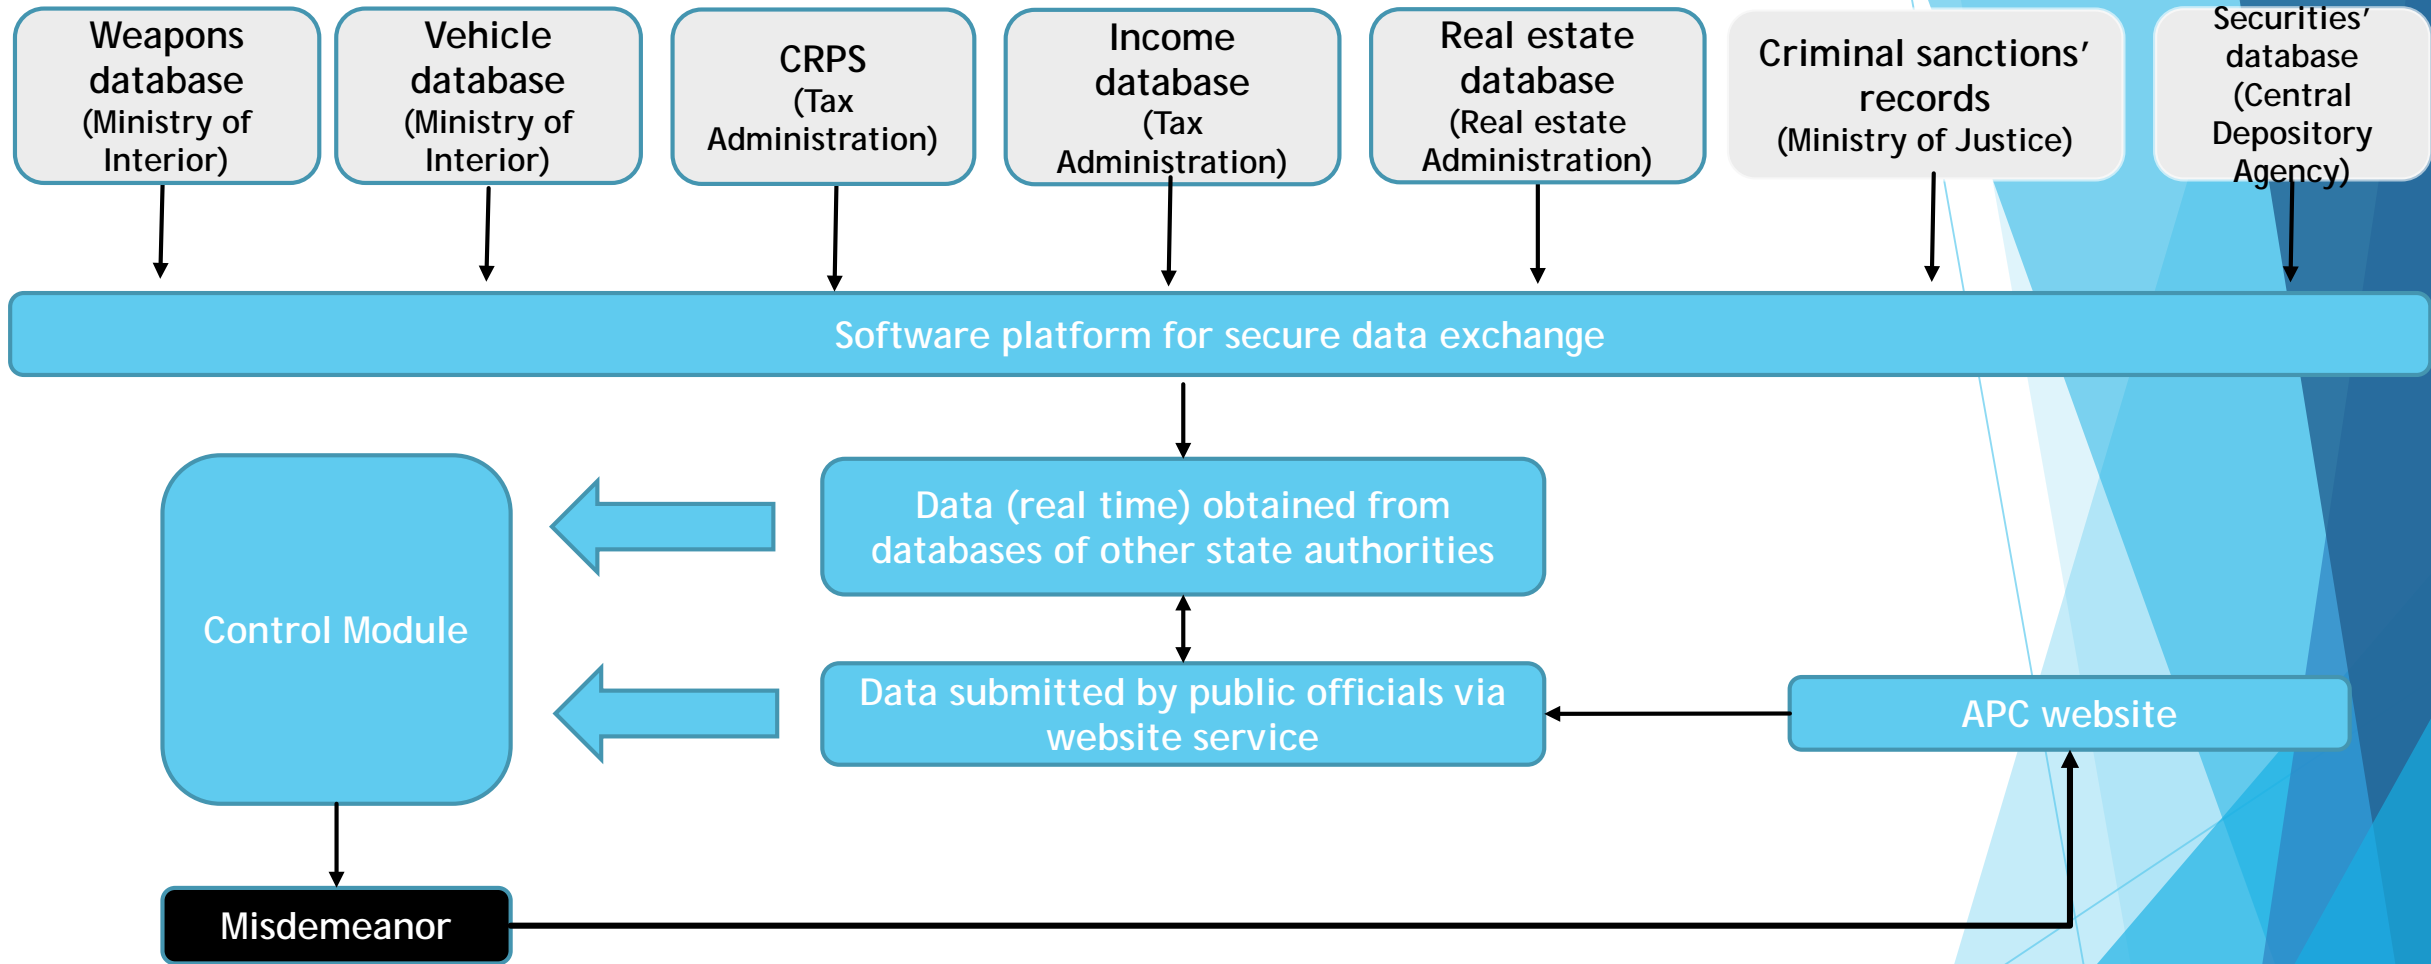 Weapons
database
(Ministry of
Interior)
Vehicle
database
(Ministry of
Interior)
CRPS
(Tax
Administration)
Income
database
(Tax
Administration)
Real estate
database
(Real estate
Administration)
Criminal sanctions’
records
(Ministry of Justice)
Securities’
database
(Central
Depository
Agency)
Software platform for secure data exchange
Data (real time) obtained from
databases of other state authorities
Control Module
Data submitted by public officials via
website service
APC website
Misdemeanor